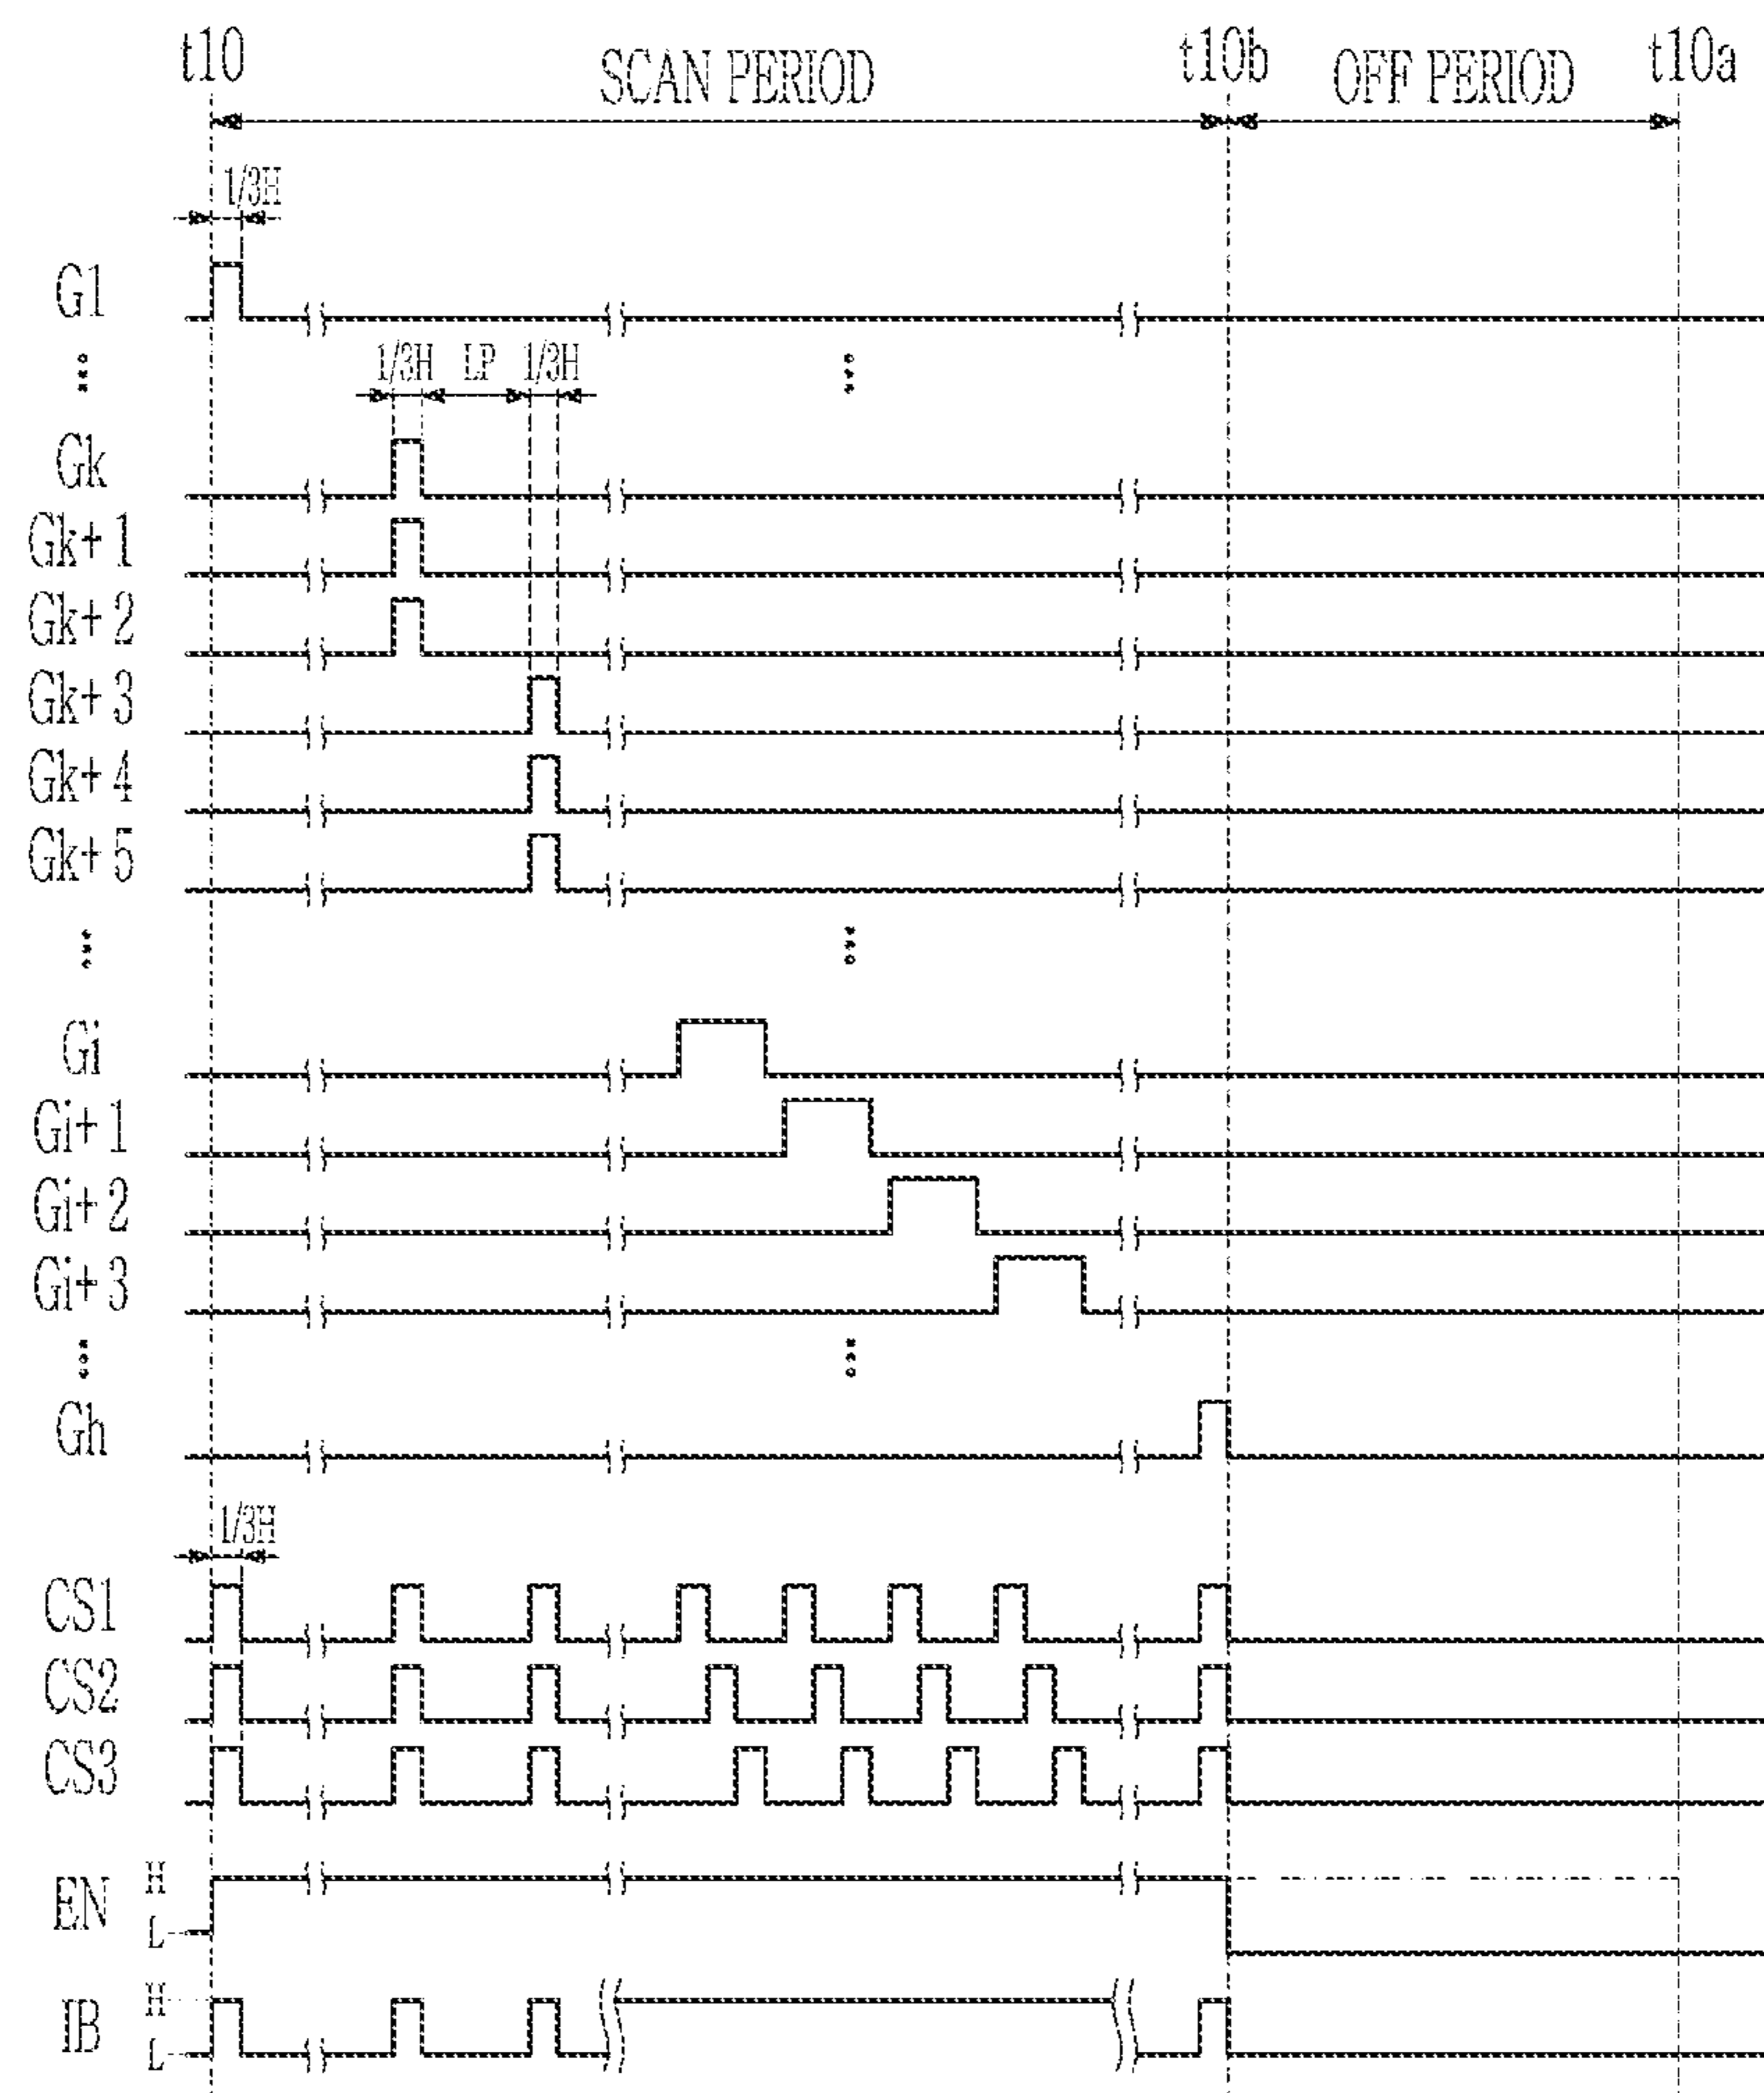 t10 SCAN PERIOD t10b OFF PERIOD t10a
1/3H
G1
1/3H LP 1/3H
Gk
Gk+1
Gk+2
Gk+3
Gk+4
Gk+5
Gi
Gi+1
Gi+2
Gi+3
Gh
1/3H
CS1
CS2
CS3
EN H
L
IB H
L